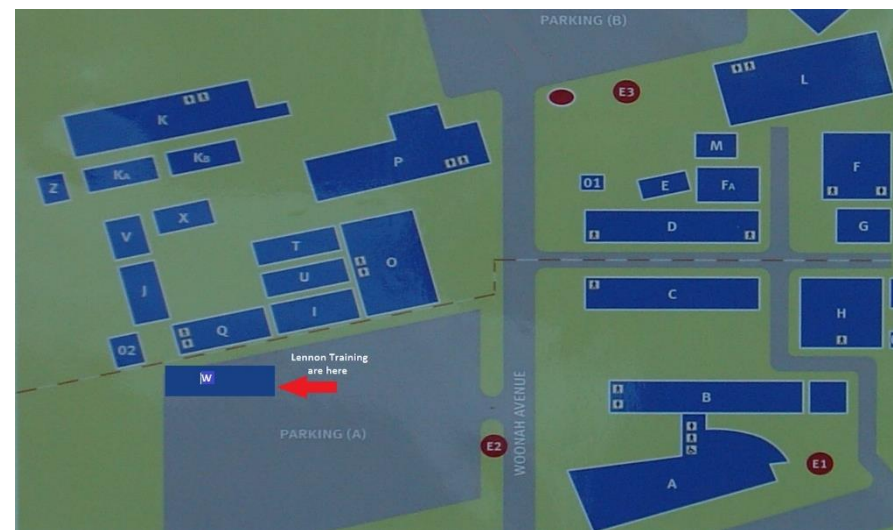 PARKING (B)
E3
L
K
M
P
KB
KA
F
Z
01
E
FA
X
V
D
G
T
O
U
J
C
I
H
Q
02
Lennon Training
are here
W
B
WOONAH AVENUE
PARKING (A)
E2
E1
A